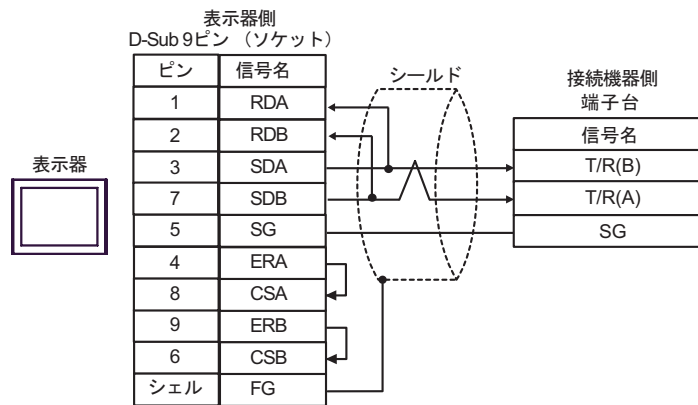 表示器側
D-Sub 9ピン （ソケット）
ピン 信号名
1 RDA
2 RDB
3 SDA
7 SDB
5 SG
4 ERA
8 CSA
9 ERB
6 CSB
シェル FG
表示器
シールド
接続機器側
端子台
信号名
T/R(B)
T/R(A)
SG